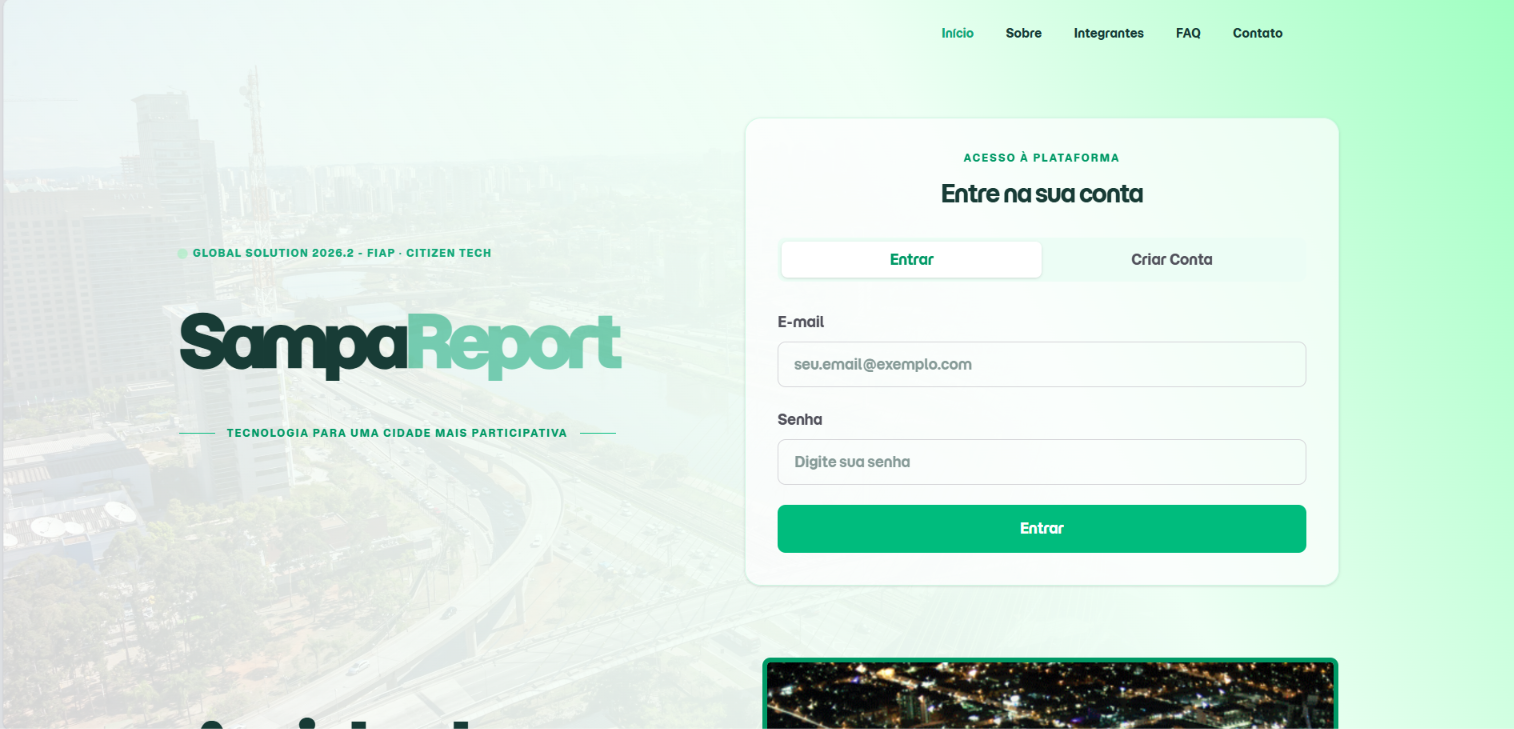 Início Sobre Integrantes FAQ Contato
GLOBAL SOLUTION 2026.2 - FIAP · CITIZEN TECH
SampaReport
TECNOLOGIA PARA UMA CIDADE MAIS PARTICIPATIVA
ACESSO À PLATAFORMA
Entre na sua conta
Entrar Criar Conta
E-mail
seu.email@exemplo.com
Senha
Digite sua senha
Entrar